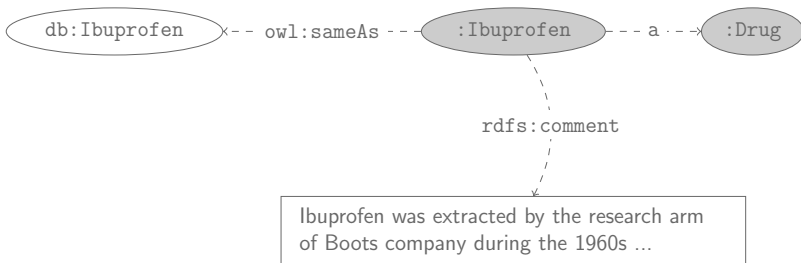 db:Ibuprofen owl:sameAs :Ibuprofen a :Drug
rdfs:comment
Ibuprofen was extracted by the research arm
of Boots company during the 1960s ...